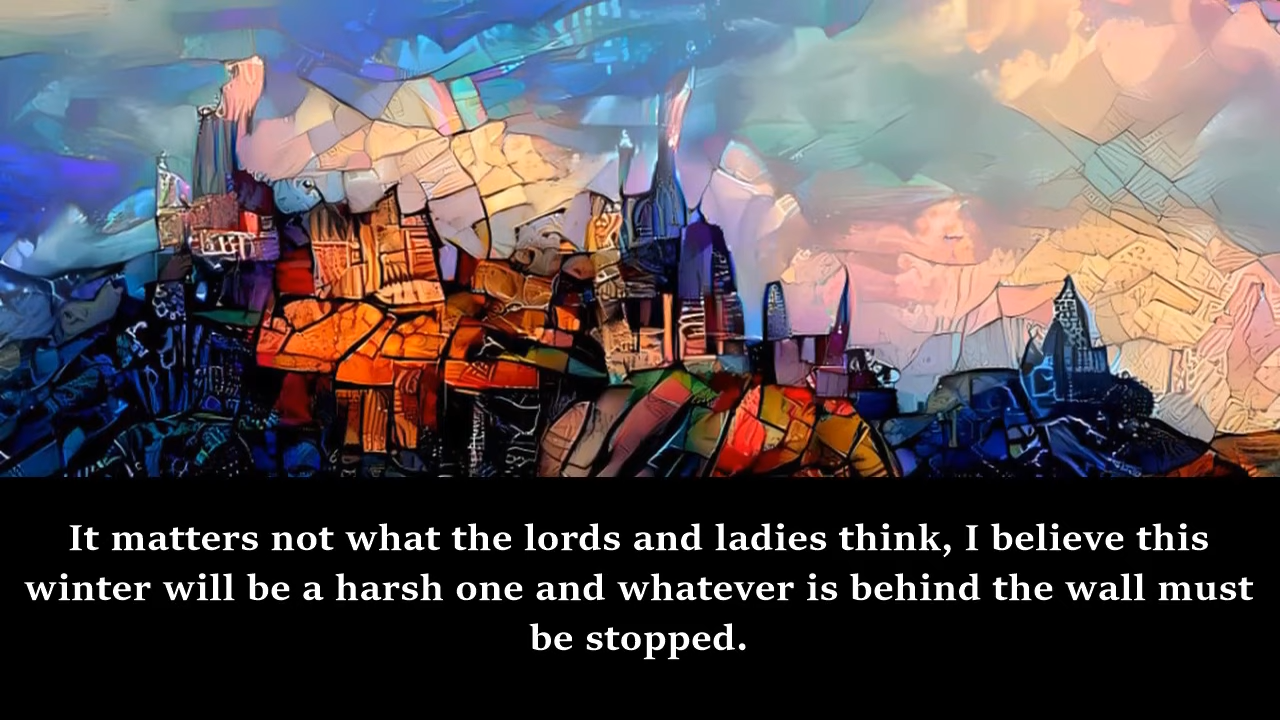 It matters not what the lords and ladies think, I believe this
winter will be a harsh one and whatever is behind the wall must
be stopped.